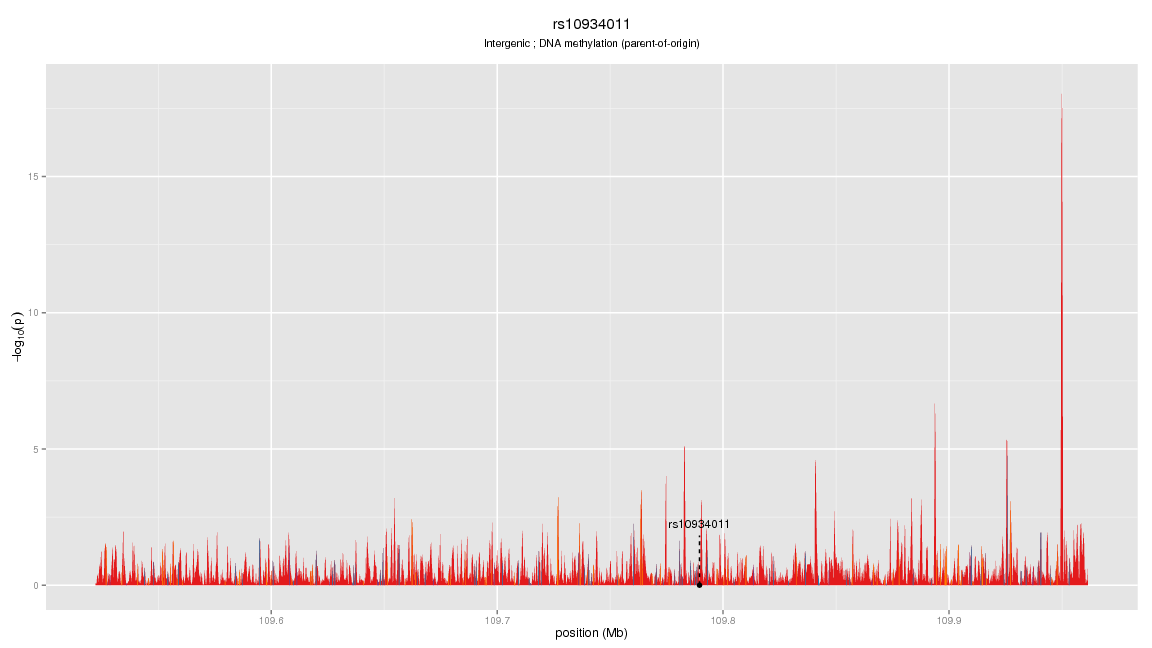 rs10934011
Intergenic ; DNA methylation (parent-of-origin)
−log10(p)
15
10
5
0
rs10934011
109.6 109.7 109.8 109.9
position (Mb)